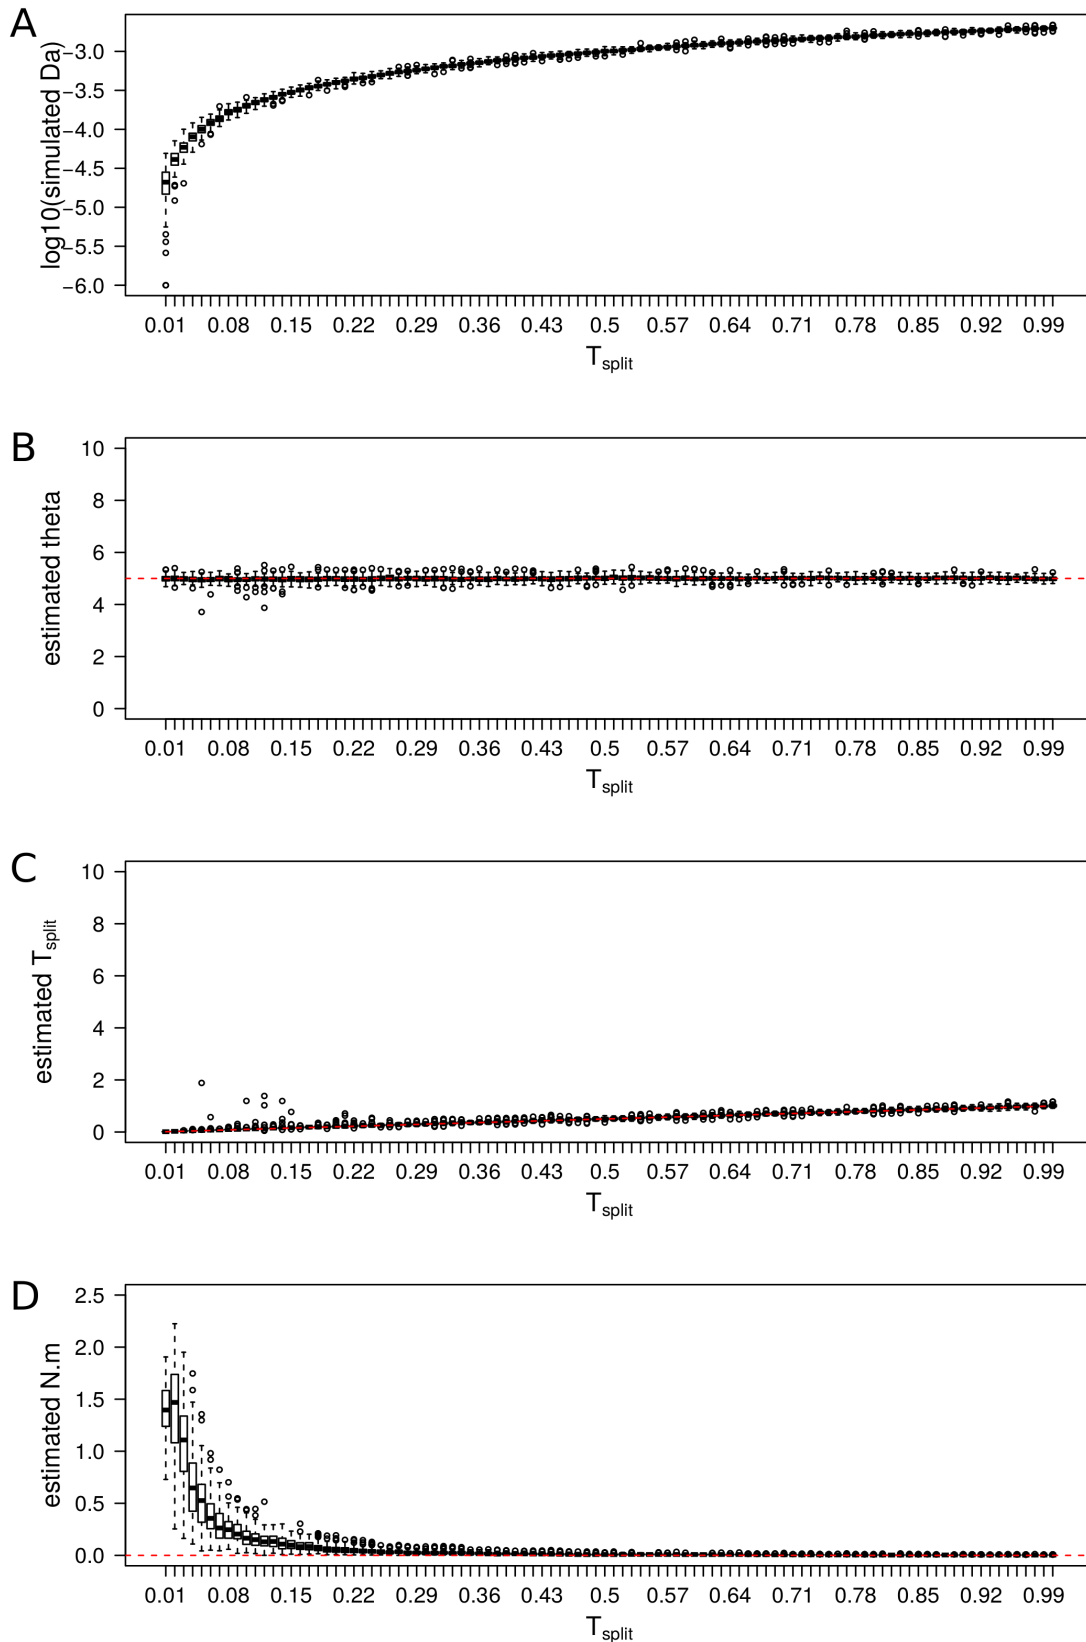 A
log10(simulated Da)
−3.0
−3.5
−4.0
−4.5
−5.0
−5.5
−6.0
0.01 0.08 0.15 0.22 0.29 0.36 0.43 0.5 0.57 0.64 0.71 0.78 0.85 0.92 0.99
Tsplit
B
estimated theta
10
8
6
4
2
0
0.01 0.08 0.15 0.22 0.29 0.36 0.43 0.5 0.57 0.64 0.71 0.78 0.85 0.92 0.99
Tsplit
C
estimated Tsplit
10
8
6
4
2
0
0.01 0.08 0.15 0.22 0.29 0.36 0.43 0.5 0.57 0.64 0.71 0.78 0.85 0.92 0.99
Tsplit
D
estimated N.m
2.5
2.0
1.5
1.0
0.5
0.0
0.01 0.08 0.15 0.22 0.29 0.36 0.43 0.5 0.57 0.64 0.71 0.78 0.85 0.92 0.99
Tsplit